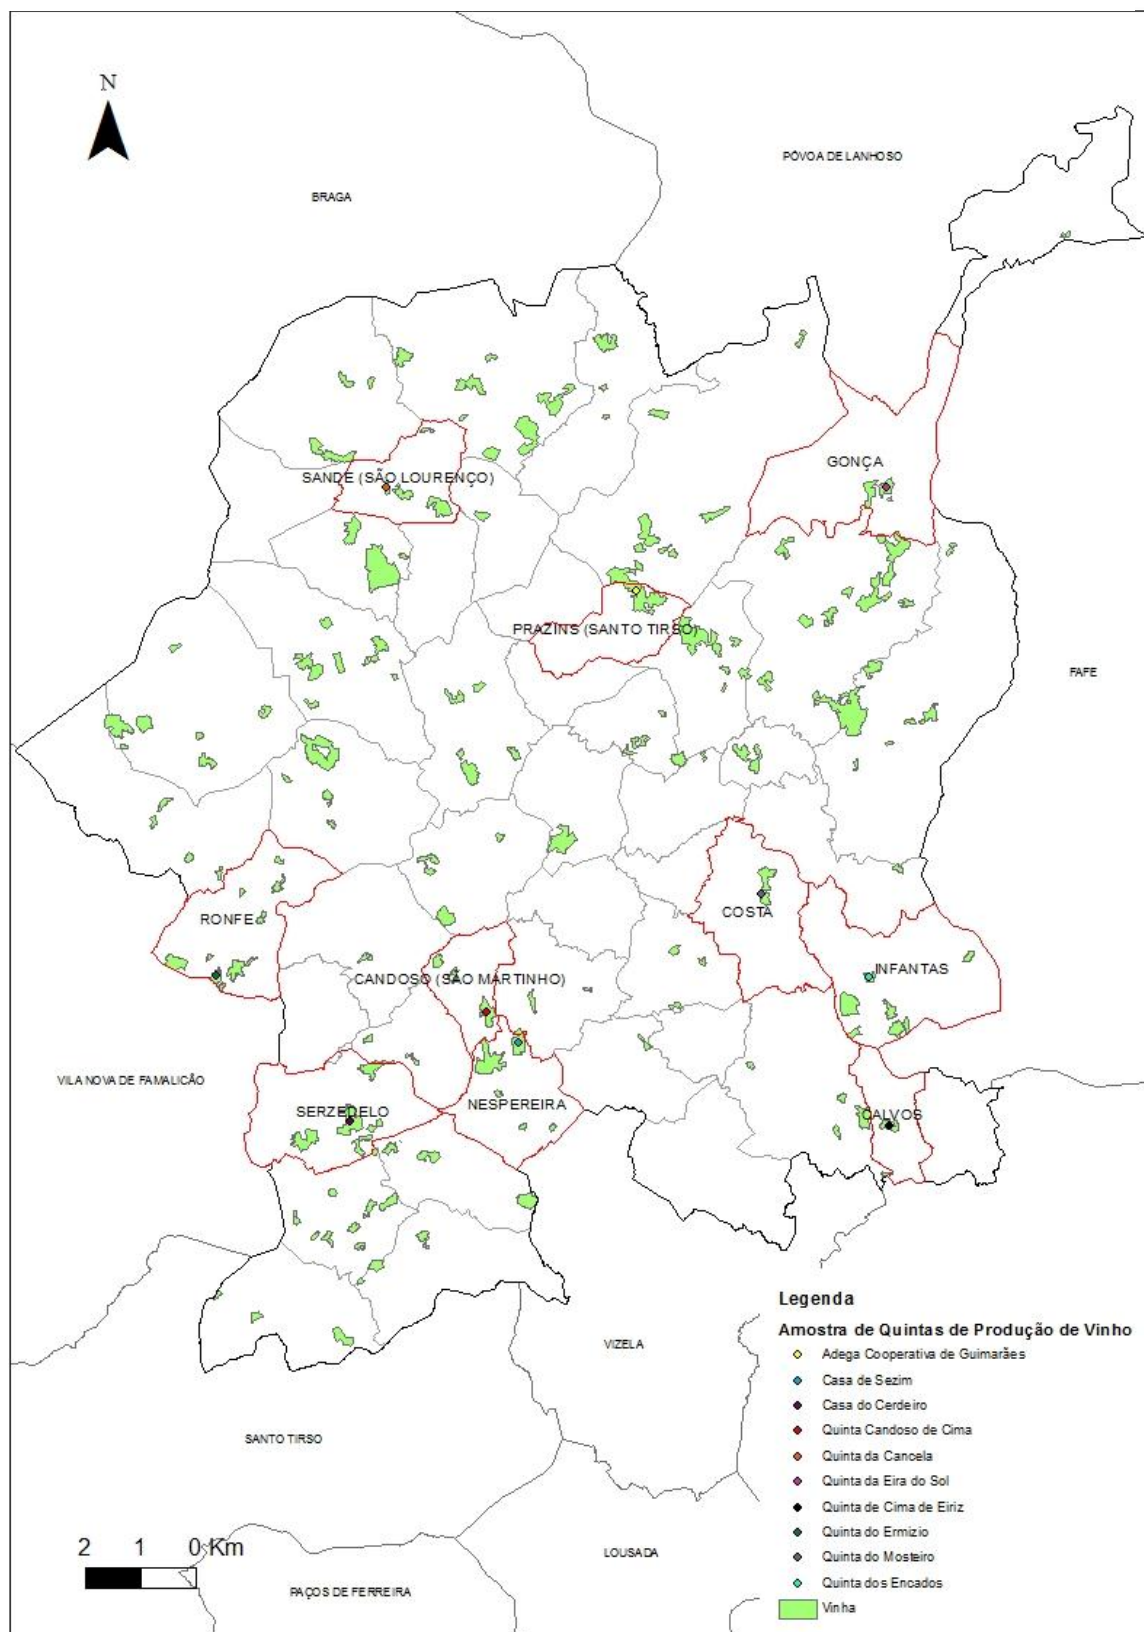 N
PÓVOA DE LANHOSO
BRAGA
GONÇA
SANDE (SÃO LOURENÇO)
PRAZINS (SANTO TIRSO)
FAFE
COSTA
RONFE
INFANTAS
CANDOSO (SÃO MARTINHO)
VILA NOVA DE FAMALICÃO
NESPEREIRA
SERZEDELO
CALVOS
Legenda
Amostra de Quintas de Produção de Vinho
Adega Cooperativa de Guimarães
Casa de Sezim
Casa do Cerdeiro
Quinta Candoso de Cima
Quinta da Cancela
Quinta da Eira do Sol
Quinta de Cima de Eiriz
Quinta do Ermizio
Quinta do Mosteiro
Quinta dos Encados
Vinha
VIZELA
SANTO TIRSO
2 1 0 Km
LOUSADA
PAÇOS DE FERREIRA